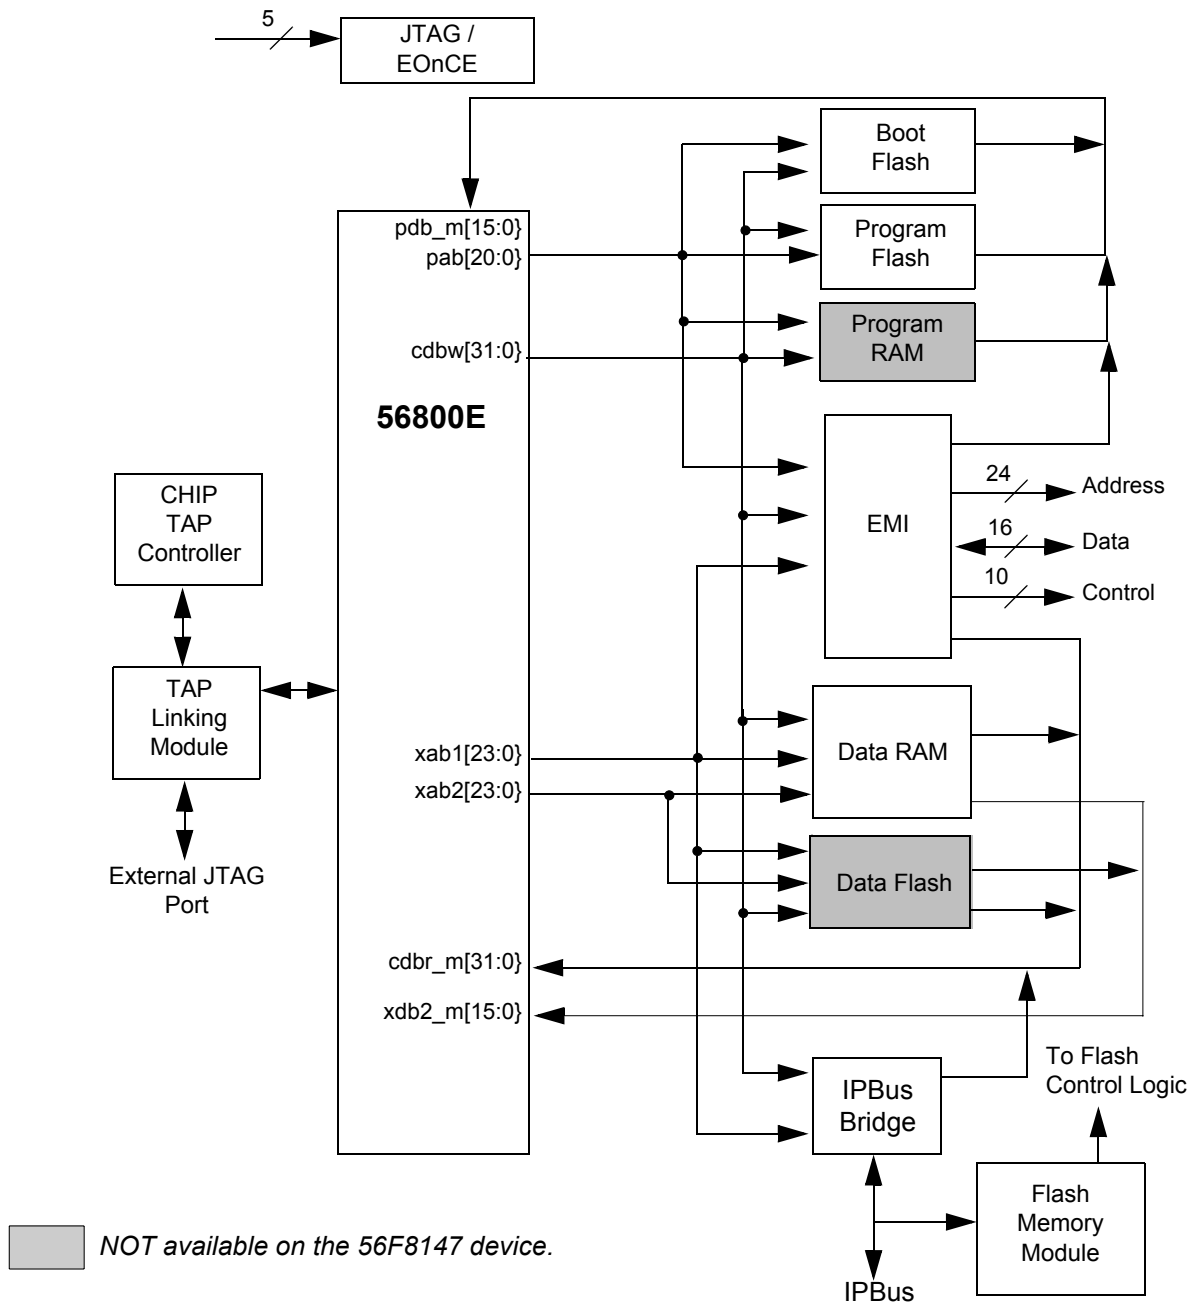 5
JTAG /
EOnCE
Boot
Flash
pdb_m[15:0}
pab[20:0}
Program
Flash
cdbw[31:0}
Program
RAM
56800E
CHIP
TAP
Controller
EMI
24
Address
16
Data
10
Control
TAP
Linking
Module
xab1[23:0}
xab2[23:0}
Data RAM
External JTAG
Port
Data Flash
cdbr_m[31:0}
xdb2_m[15:0}
To Flash
Control Logic
IPBus
Bridge
Flash
Memory
Module
NOT available on the 56F8147 device.
IPBus